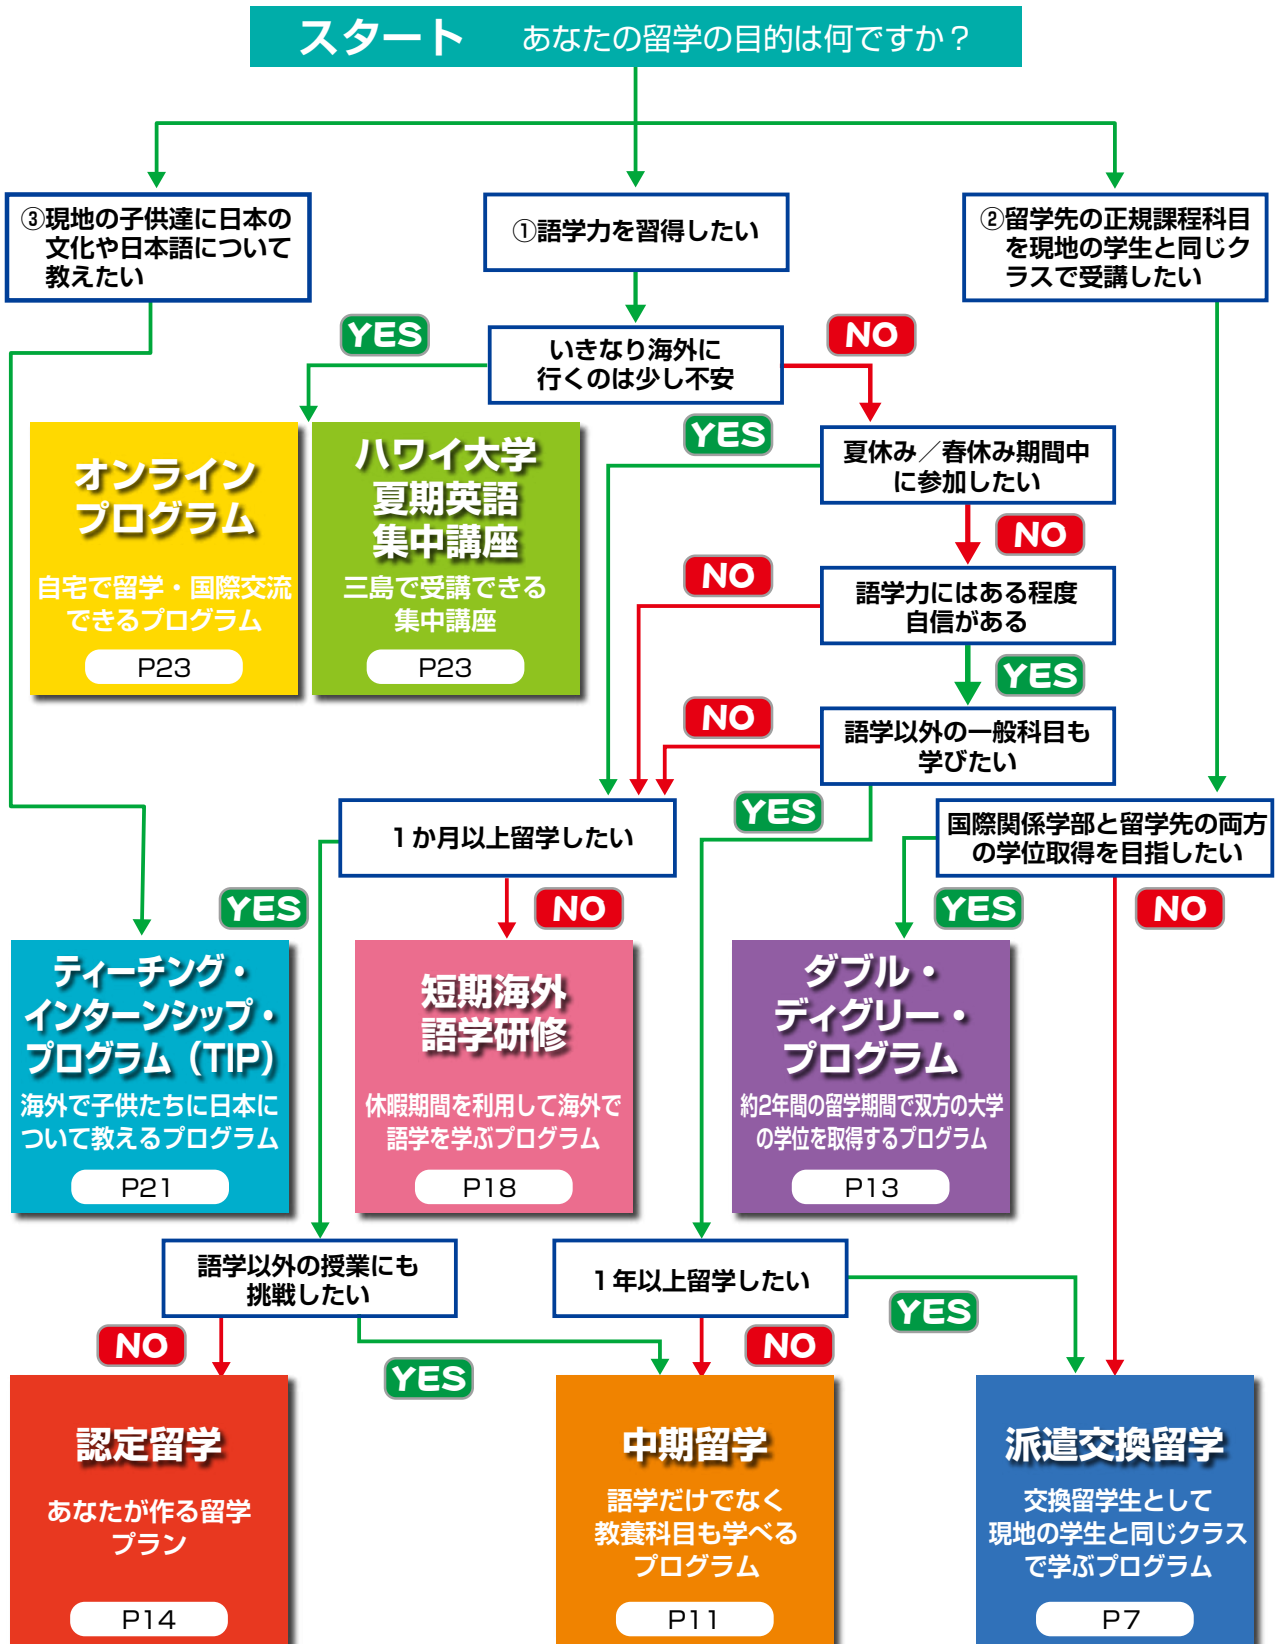 スタート あなたの留学の目的は何ですか？
③現地の子供達に日本の
文化や日本語について
教えたい
①語学力を習得したい
②留学先の正規課程科目
を現地の学生と同じク
ラスで受講したい
YES
いきなり海外に
行くのは少し不安
NO
オンライン
プログラム
自宅で留学・国際交流
できるプログラム
P23
ハワイ大学
夏期英語
集中講座
三島で受講できる
集中講座
P23
YES
夏休み／春休み期間中
に参加したい
NO
NO
語学力にはある程度
自信がある
YES
NO
語学以外の一般科目も
学びたい
YES
１か月以上留学したい
国際関係学部と留学先の両方
の学位取得を目指したい
YES
NO
YES
NO
ティーチング・
インターンシップ・
プログラム（TIP）
海外で子供たちに日本に
ついて教えるプログラム
P21
短期海外
語学研修
休暇期間を利用して海外で
語学を学ぶプログラム
P18
ダブル・
ディグリー・
プログラム
約2年間の留学期間で双方の大学
の学位を取得するプログラム
P13
語学以外の授業にも
挑戦したい
１年以上留学したい
NO
YES
NO
YES
認定留学
あなたが作る留学
プラン
P14
中期留学
語学だけでなく
教養科目も学べる
プログラム
P11
派遣交換留学
交換留学生として
現地の学生と同じクラス
で学ぶプログラム
P7